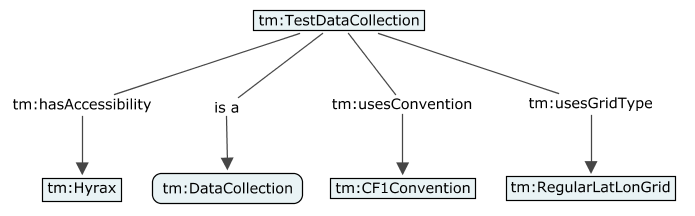 tm:TestDataCollection
tm:hasAccessibility
is a
tm:usesConvention
tm:usesGridType
tm:Hyrax
tm:DataCollection
tm:CF1Convention
tm:RegularLatLonGrid